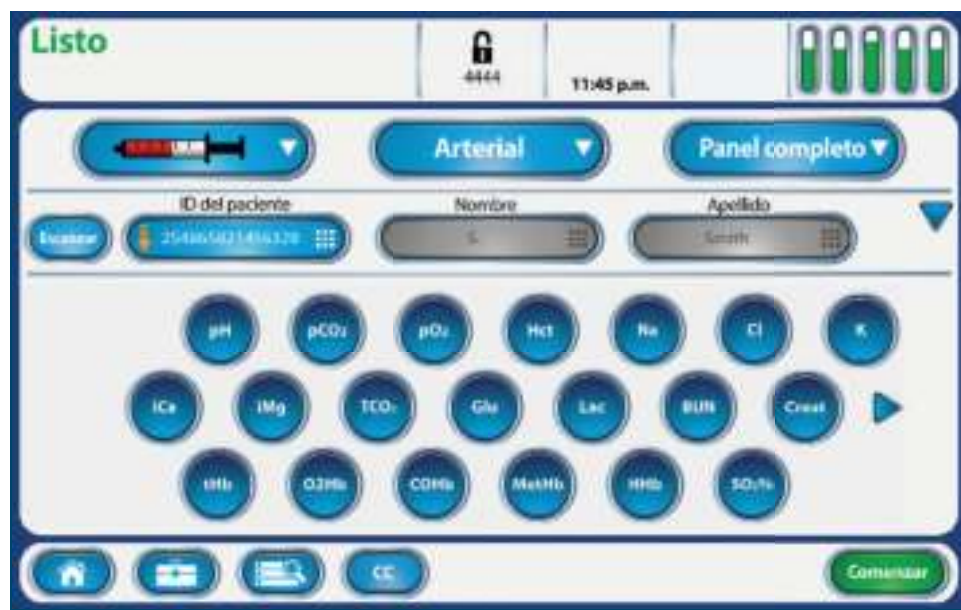 Listo
4444
11:45 p.m.
Arterial
Panel completo
ID del paciente
Nombre
Apellido
Escanear
S.
Smith
pH
pCO₂
pO₂
Hct
Na
Cl
K
iCa
iMg
TCO₂
Glu
Lac
BUN
Creat
tHb
O2Hb
COHb
MetHb
HHb
SO₂%
CC
Comenzar